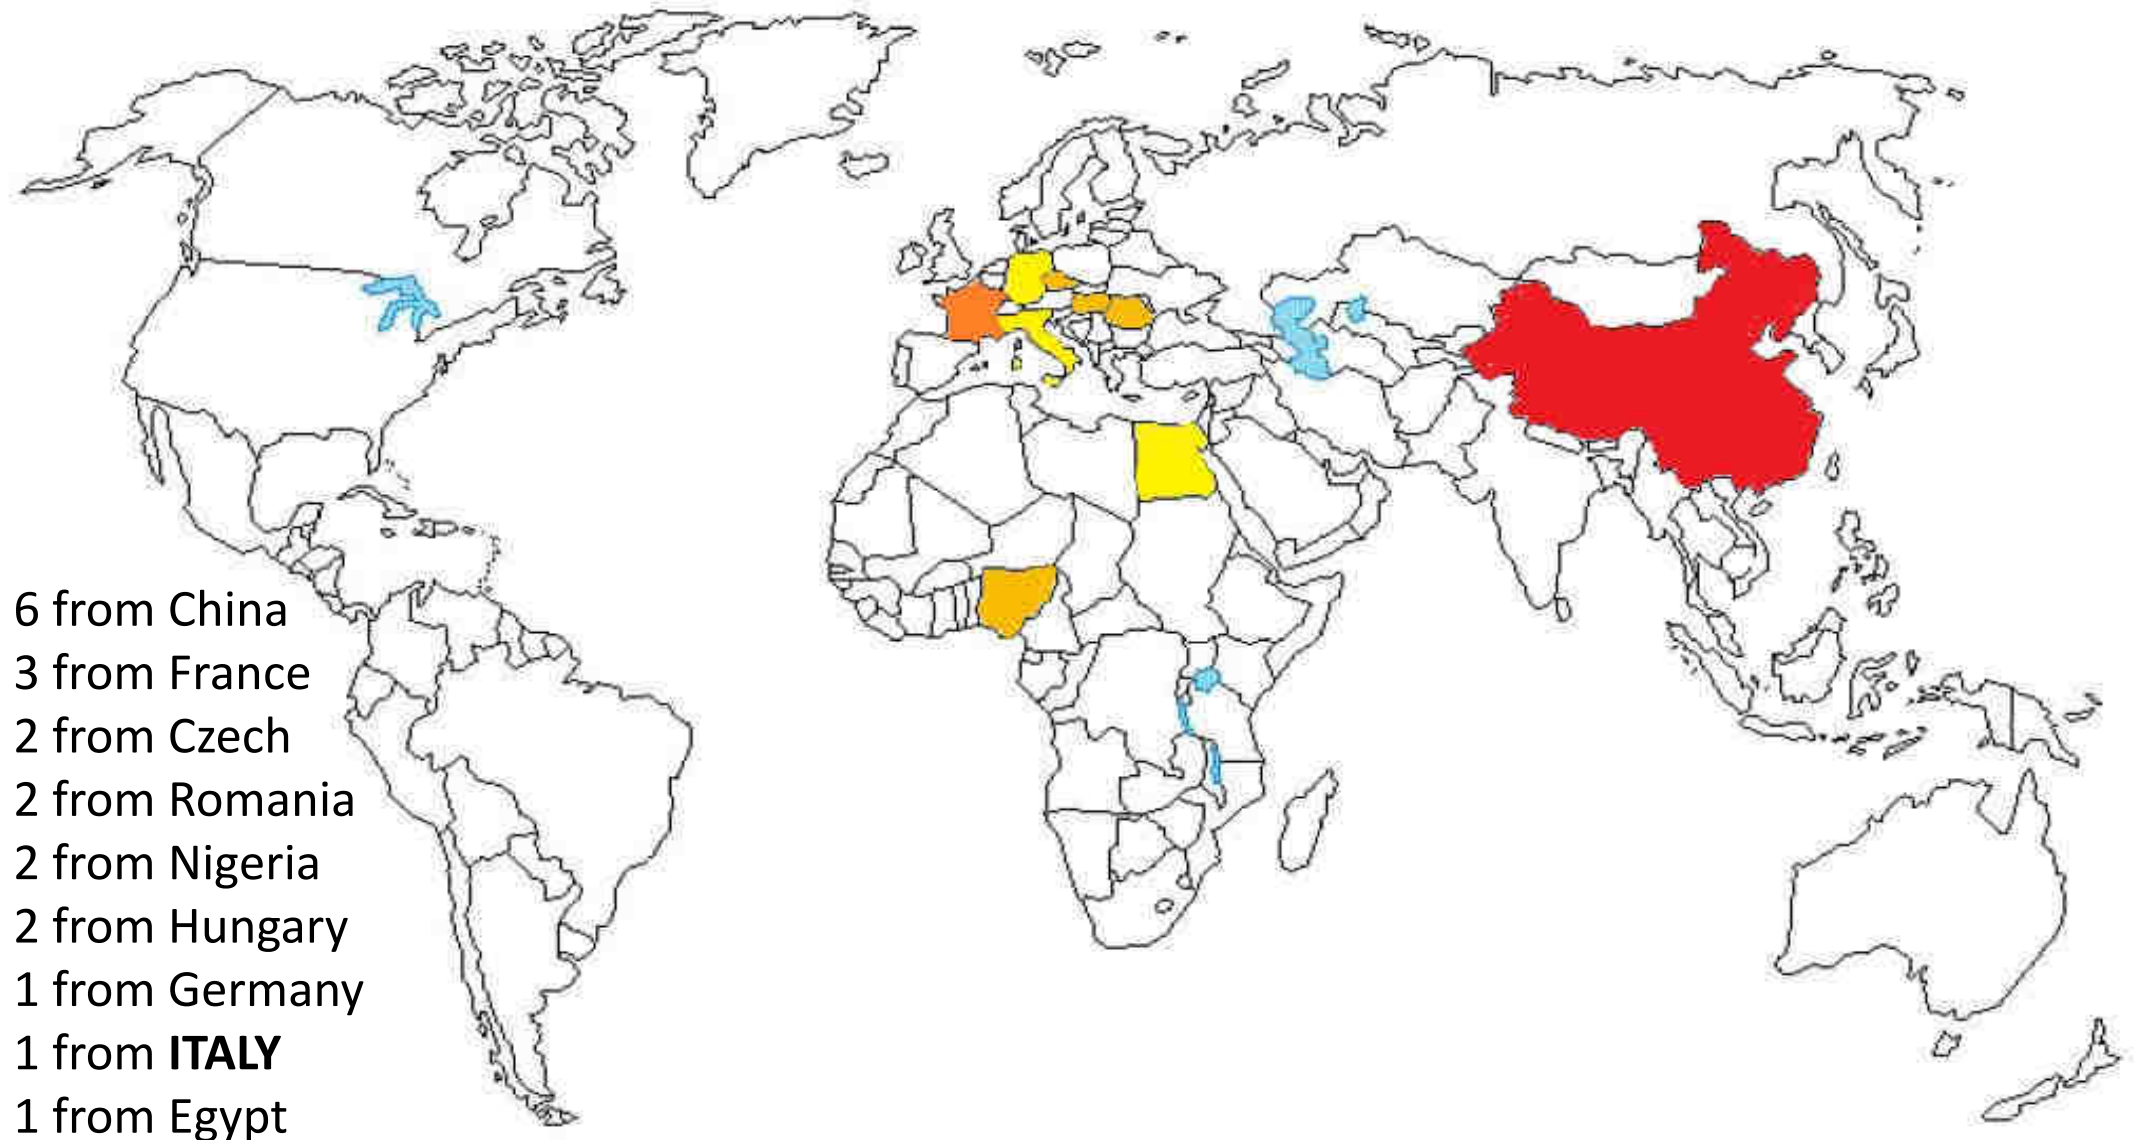 6 from China
3 from France
2 from Czech
2 from Romania
2 from Nigeria
2 from Hungary
1 from Germany
1 from ITALY
1 from Egypt